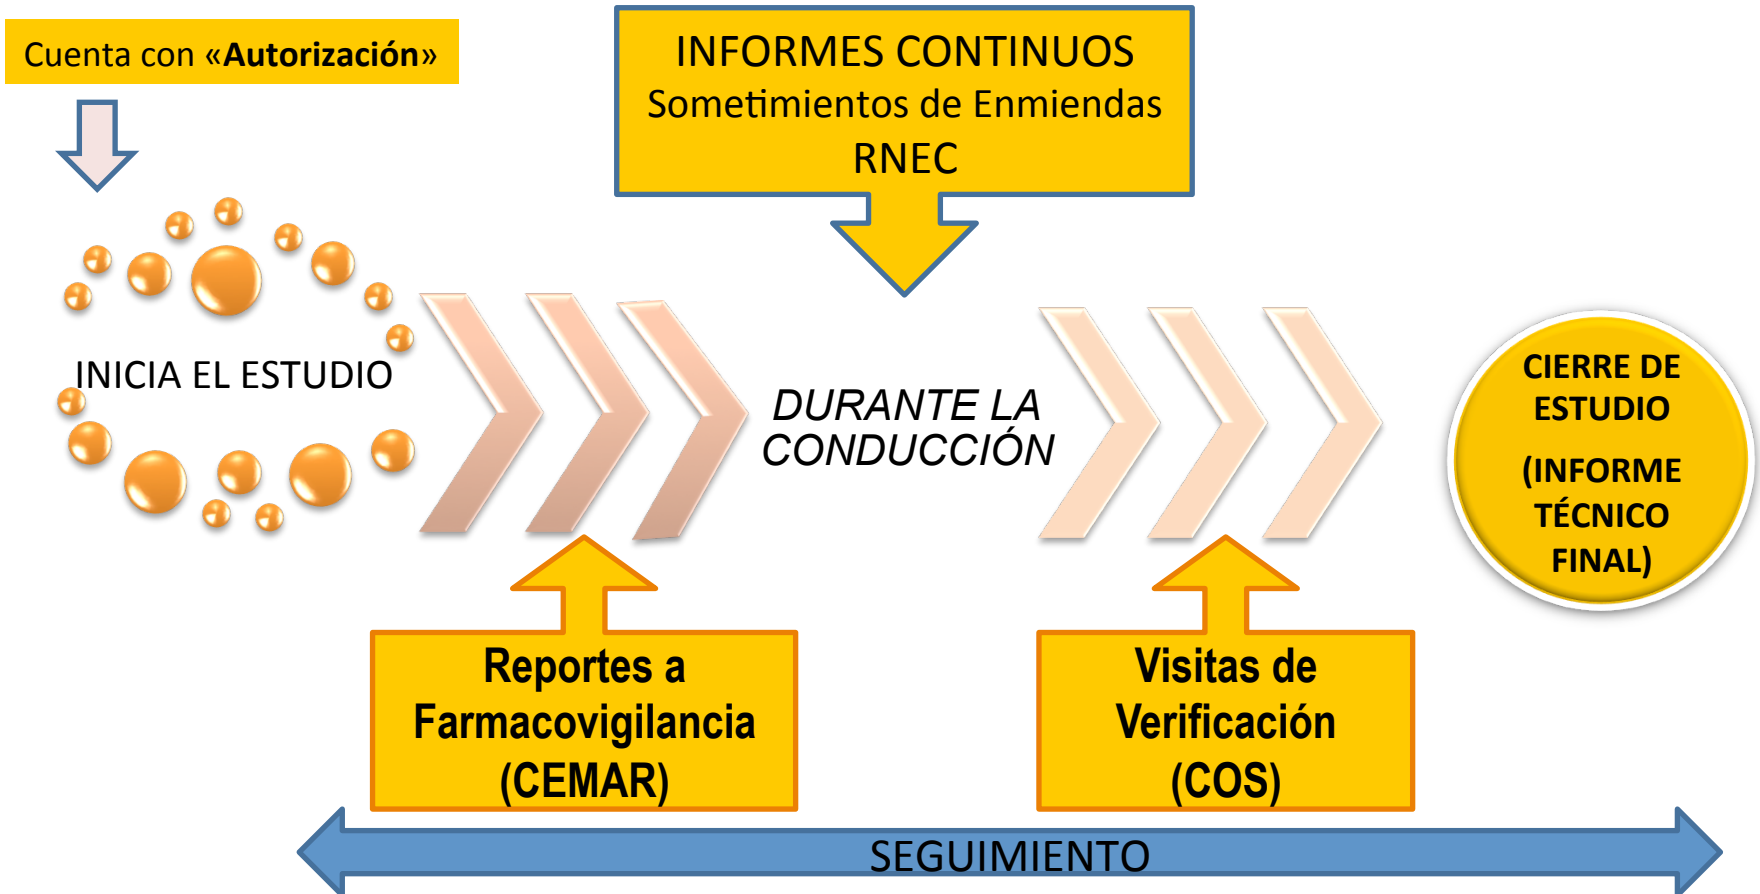 Cuenta con «Autorización»
INFORMES CONTINUOS
Sometimientos de Enmiendas
RNEC
INICIA EL ESTUDIO
DURANTE LA
CONDUCCIÓN
CIERRE DE
ESTUDIO
(INFORME
TÉCNICO
FINAL)
Reportes a
Farmacovigilancia
(CEMAR)
Visitas de
Verificación
(COS)
SEGUIMIENTO